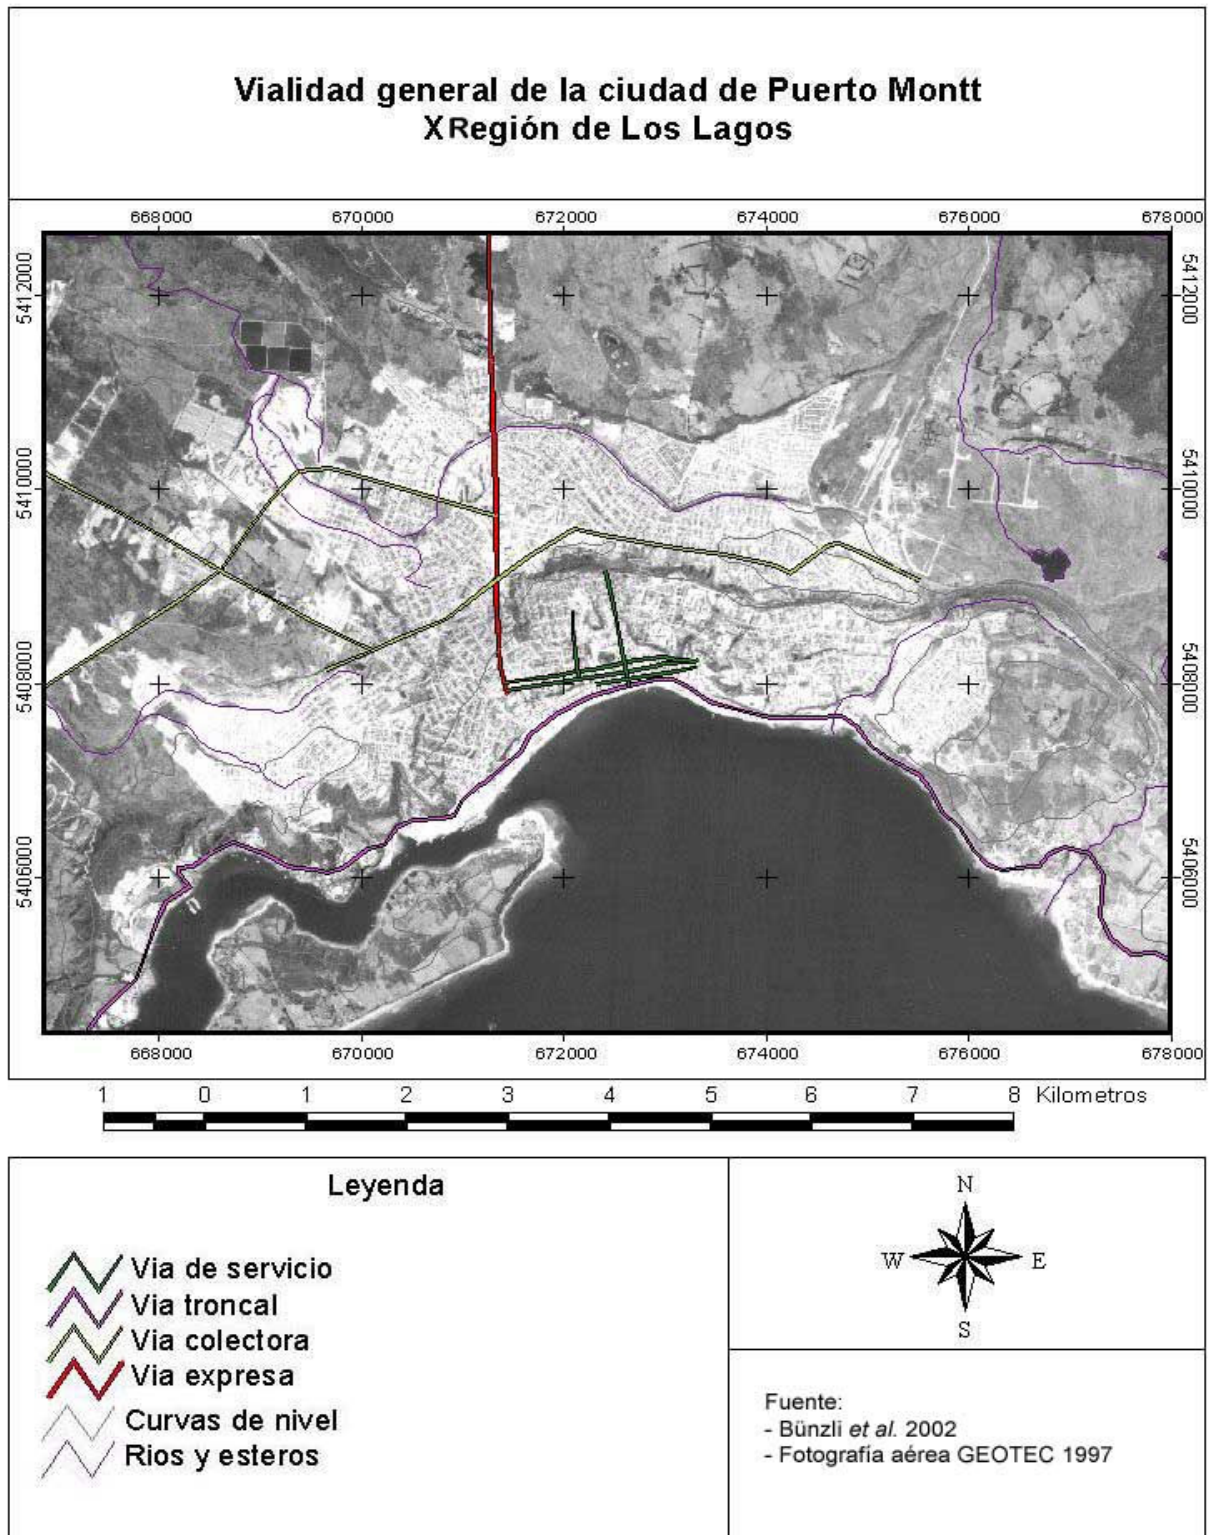 Vialidad general de la ciudad de Puerto Montt
X Región de Los Lagos
668000 670000 672000 674000 676000 678000
5412000 5412000
5410000 5410000
5408000 5408000
5406000 5406000
668000 670000 672000 674000 676000 678000
1 0 1 2 3 4 5 6 7 8 Kilometros
Leyenda
Via de servicio
Via troncal
Via colectora
Via expresa
Curvas de nivel
Rios y esteros
N
W E
S
Fuente:
- Bünzli et al. 2002
- Fotografía aérea GEOTEC 1997